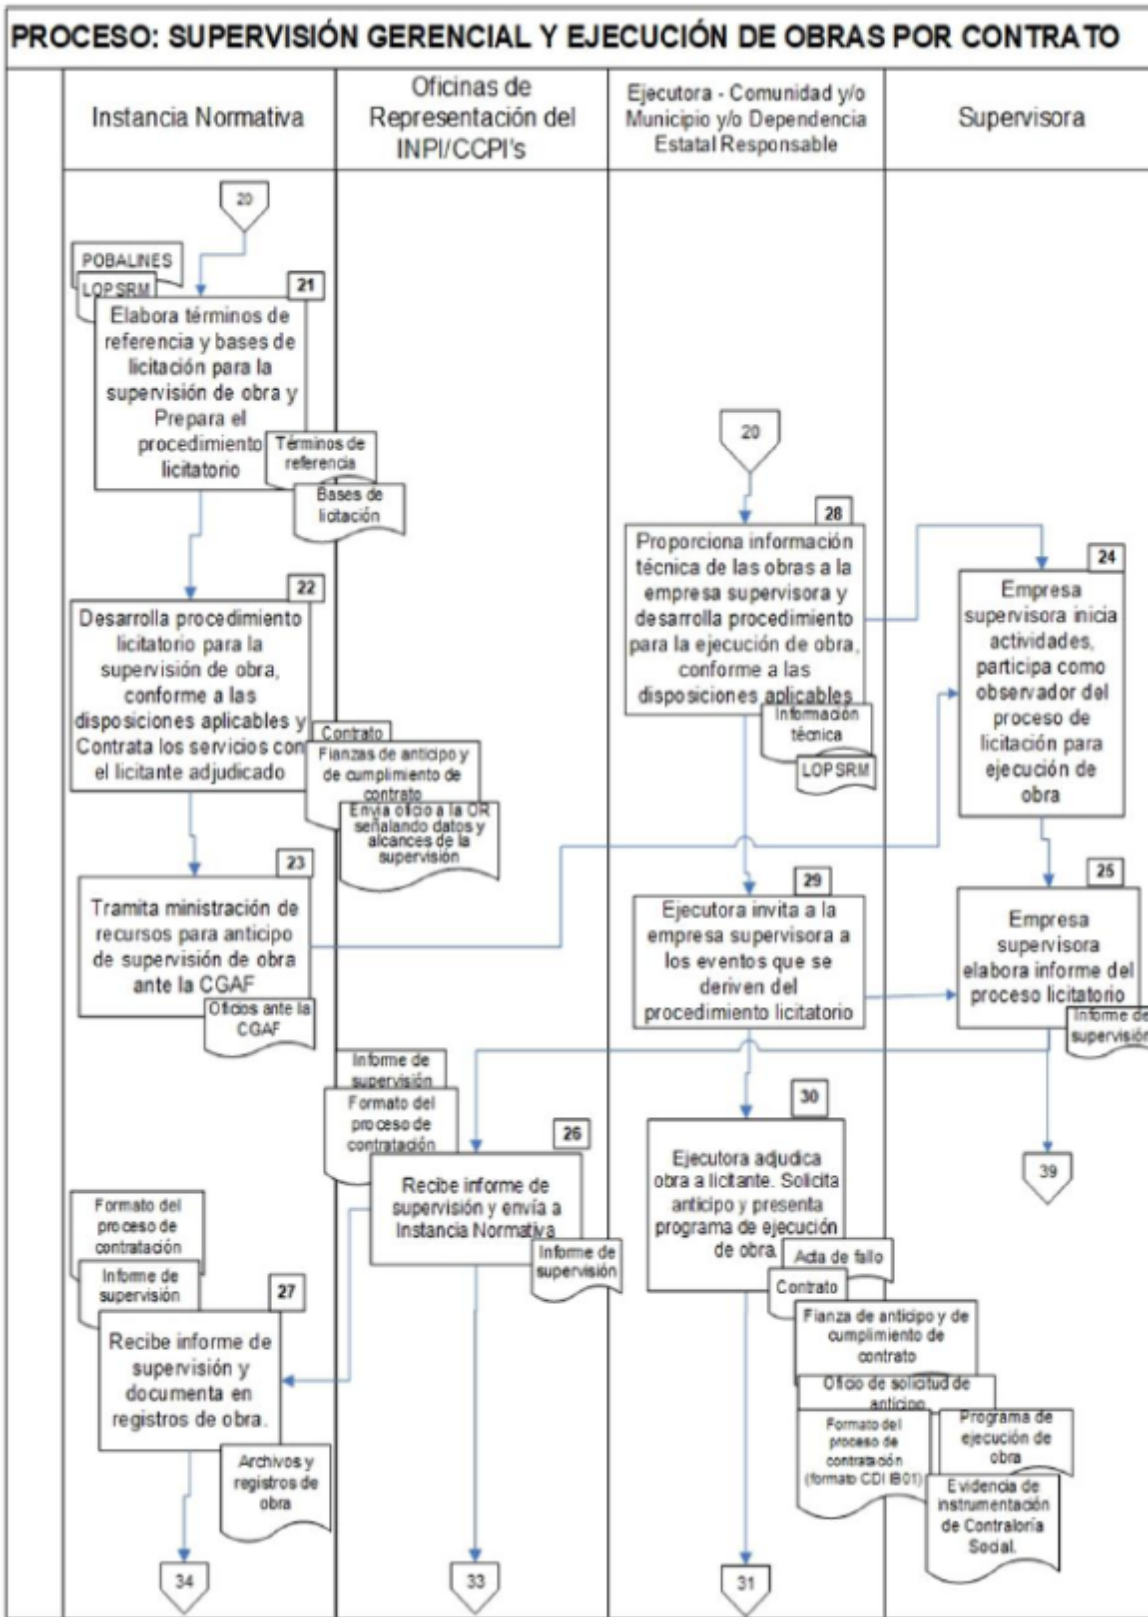 PROCESO: SUPERVISIÓN GERENCIAL Y EJECUCIÓN DE OBRAS POR CONTRATO
Instancia Normativa
Oficinas de
Representación del
INPI/CCPI's
Ejecutora - Comunidad y/o
Municipio y/o Dependencia
Estatal Responsable
Supervisora
20
POBALINES
LOPSRM
21
Elabora términos de
referencia y bases de
licitación para la
supervisión de obra y
Prepara el
procedimiento
licitatorio
Términos de
referencia
Bases de
licitación
22
Desarrolla procedimiento
licitatorio para la
supervisión de obra,
conforme a las
disposiciones aplicables y
Contrata los servicios con
el licitante adjudicado
Contrato
Fianzas de anticipo y
de cumplimiento de
contrato
Envía oficio a la OR
señalando datos y
alcances de la
supervisión
23
Tramita ministración de
recursos para anticipo
de supervisión de obra
ante la CGAF
Oficios ante la
CGAF
20
28
Proporciona información
técnica de las obras a la
empresa supervisora y
desarrolla procedimiento
para la ejecución de obra,
conforme a las
disposiciones aplicables
Información
técnica
LOPSRM
24
Empresa
supervisora inicia
actividades,
participa como
observador del
proceso de
licitación para
ejecución de
obra
29
Ejecutora invita a la
empresa supervisora a
los eventos que se
deriven del
procedimiento licitatorio
25
Empresa
supervisora
elabora informe del
proceso licitatorio
Informe de
supervisión
Informe de
supervisión
Formato del
proceso de
contratación
26
Recibe informe de
supervisión y envía a
Instancia Normativa
Informe de
supervisión
30
Ejecutora adjudica
obra a licitante. Solicita
anticipo y presenta
programa de ejecución
de obra.
Acta de fallo
Contrato
Fianza de anticipo y de
cumplimiento de
contrato
Oficio de solicitud de
anticipo
Formato del
proceso de
contratación
(formato CDI IB01)
Programa de
ejecución de
obra
Evidencia de
instrumentación
de Contraloría
Social.
39
Formato del
proceso de
contratación
Informe de
supervisión
27
Recibe informe de
supervisión y
documenta en
registros de obra.
Archivos y
registros de
obra
34
33
31